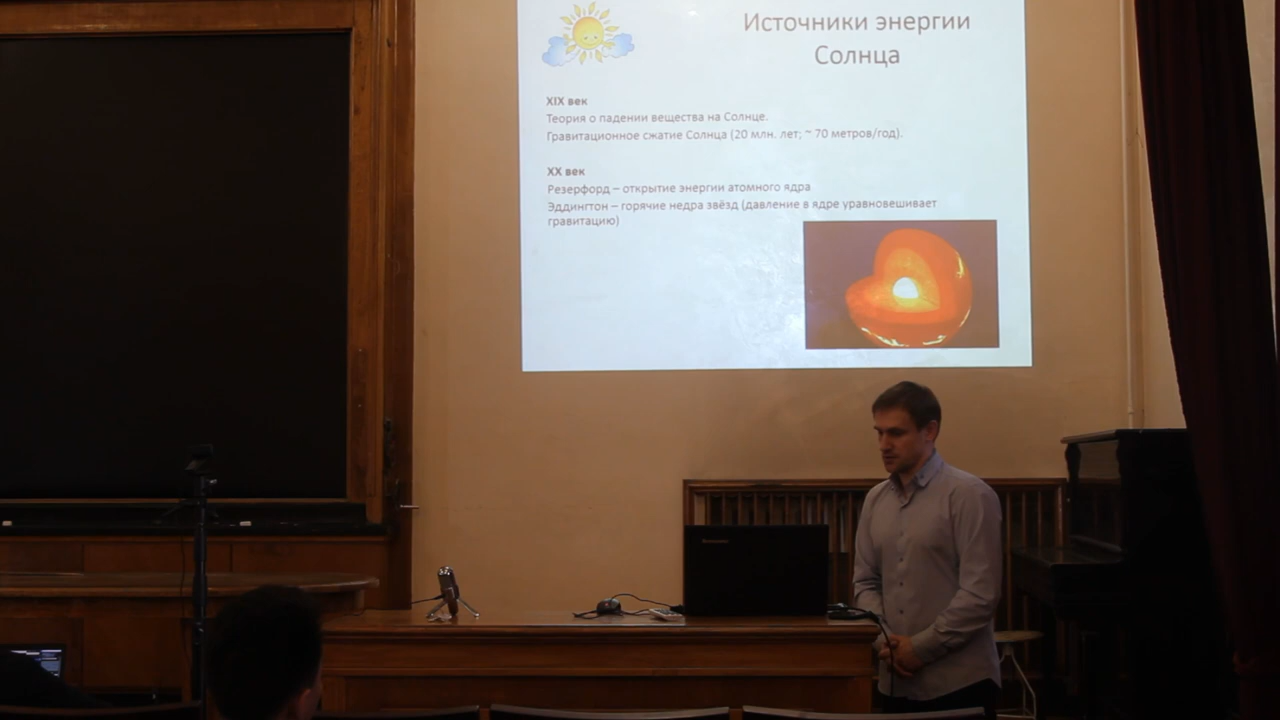 Источники энергии
Солнца
XIX век
Теория о падении вещества на Солнце.
Гравитационное сжатие Солнца (20 млн. лет; ~ 70 метров/год).
XX век
Резерфорд – открытие энергии атомного ядра
Эддингтон – горячие недра звёзд (давление в ядре уравновешивает
гравитацию)